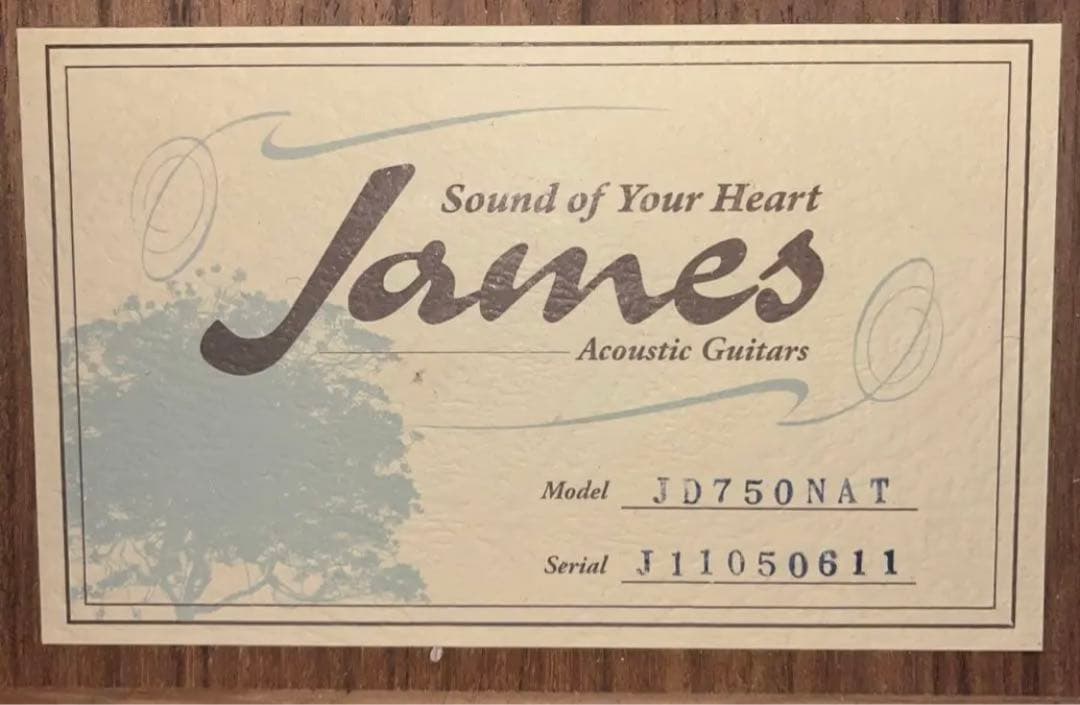 Sound of Your Heart
James
Acoustic Guitars
Model JD750NAT
Serial J11050611